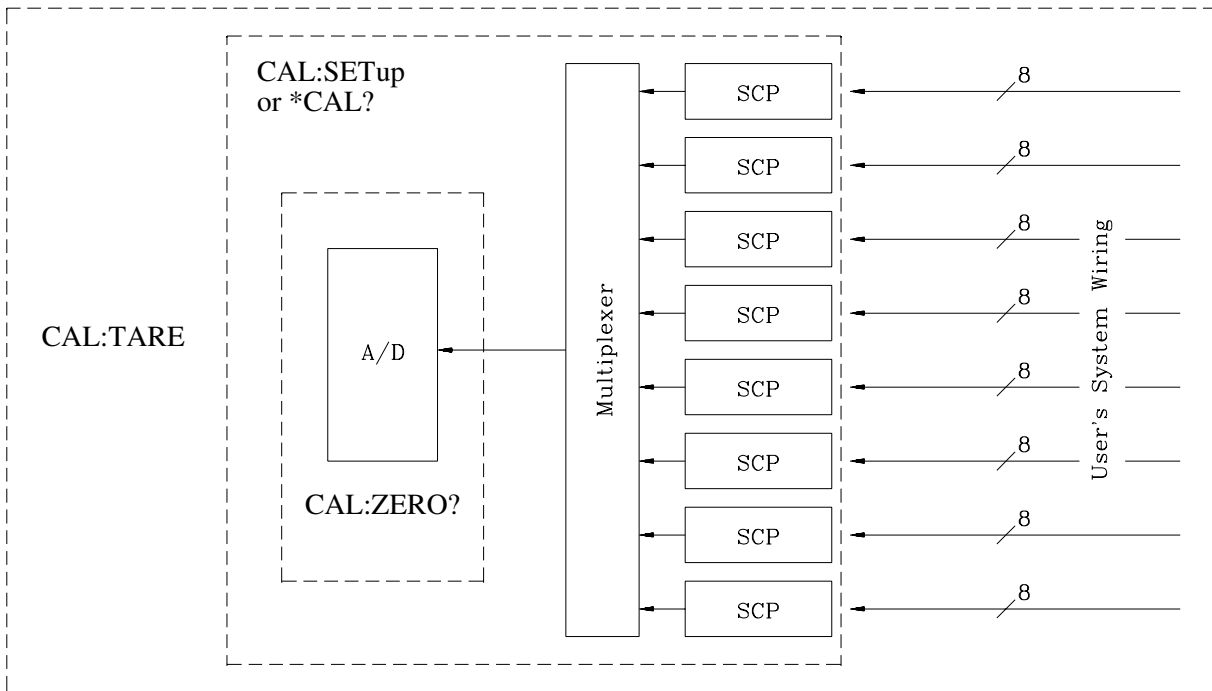 CAL:SETup
or *CAL?
CAL:TARE
A/D
CAL:ZERO?
Multiplexer
SCP
SCP
SCP
SCP
SCP
SCP
SCP
SCP
8
8
8
8
8
8
8
8
User's System Wiring